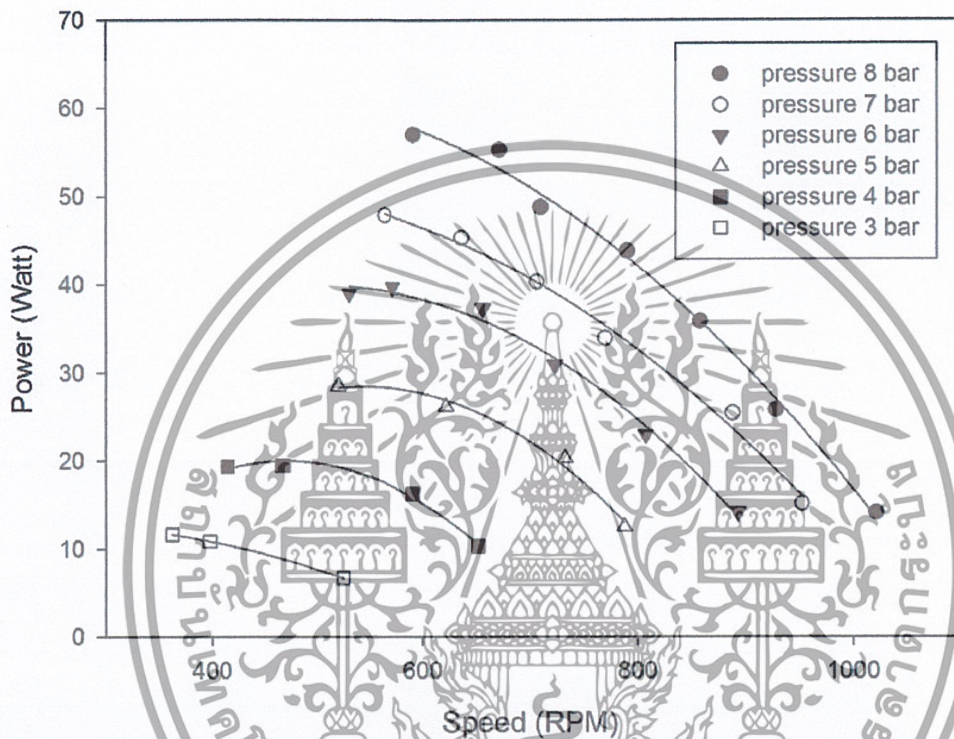 70
60
50
40
30
20
10
0
Power (Watt)
pressure 8 bar
pressure 7 bar
pressure 6 bar
pressure 5 bar
pressure 4 bar
pressure 3 bar
400
600
800
1000
Speed (RPM)